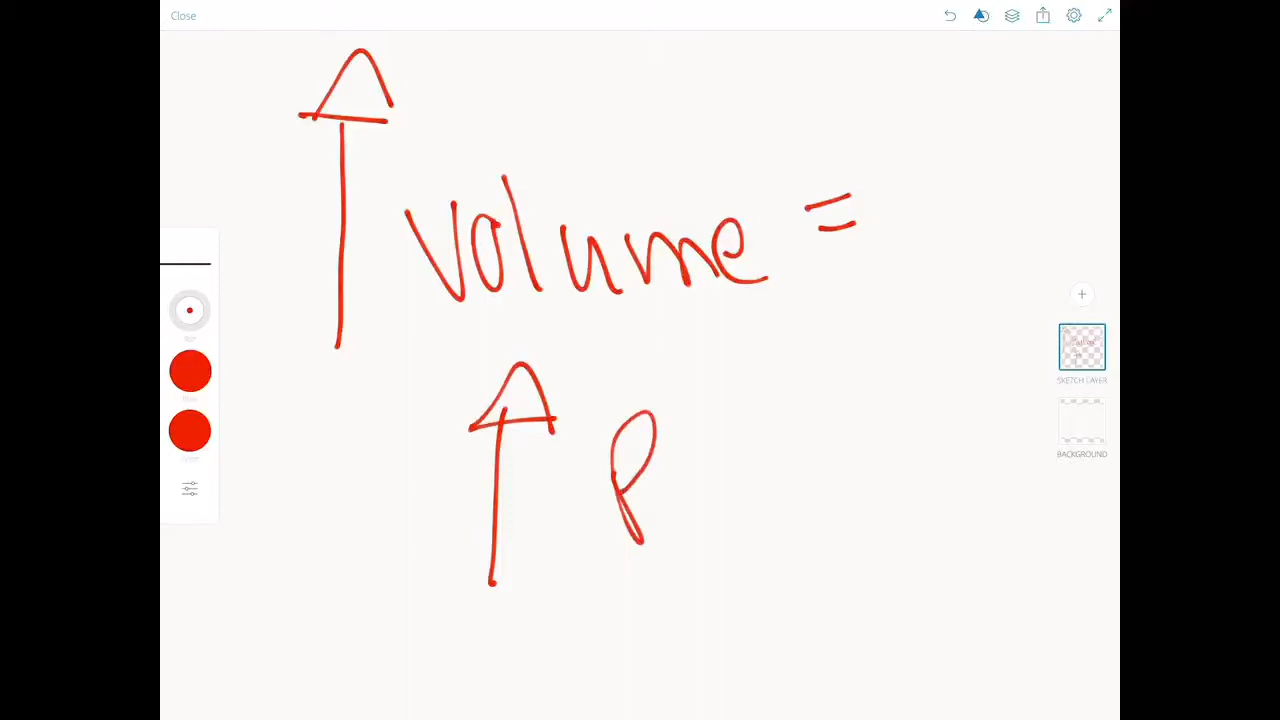 Close
↑ volume =
↑ P
SKETCH LAYER
BACKGROUND